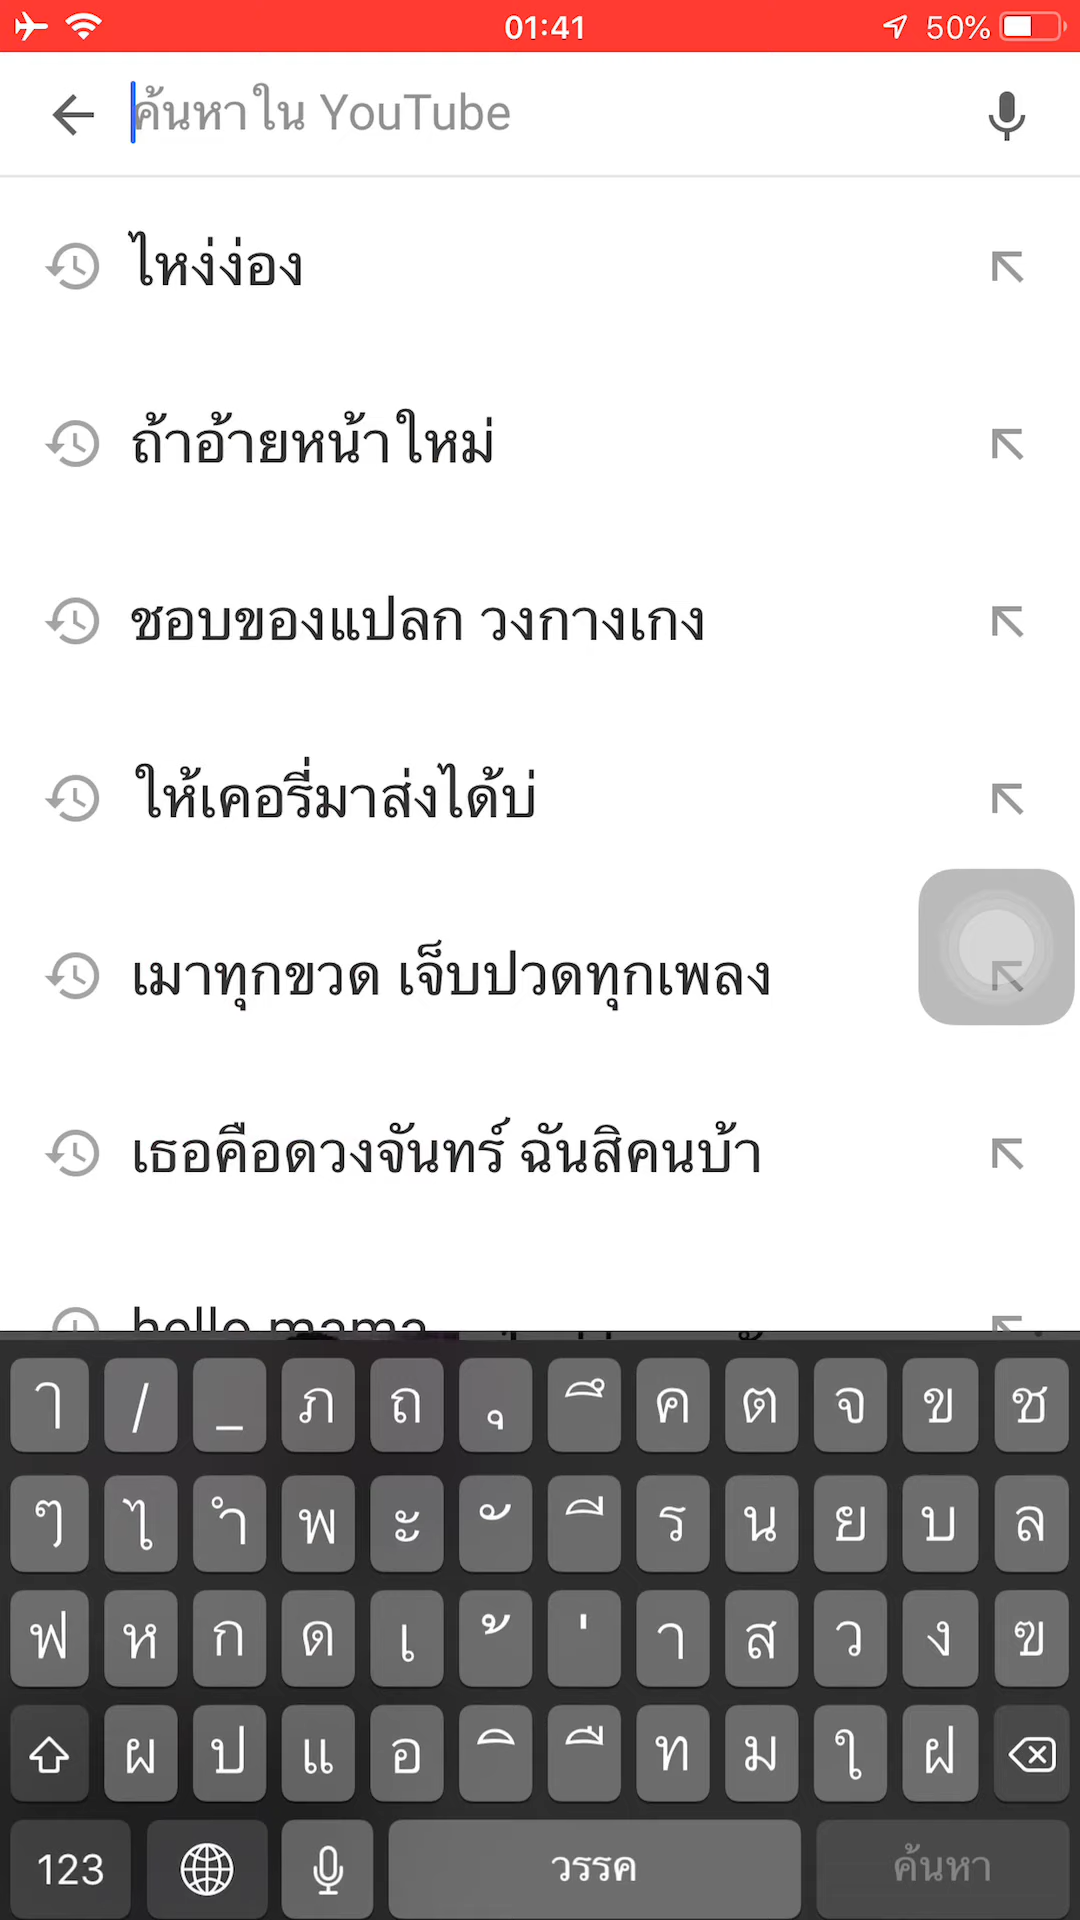 01:41
50%
ค้นหาใน YouTube
ไหง่ง่อง
ถ้าอ้ายหน้าใหม่
ชอบของแปลก วงกางเกง
ให้เคอรี่มาส่งได้บ่
เมาทุกขวด เจ็บปวดทุกเพลง
เธอคือดวงจันทร์ ฉันสิคนบ้า
hello mama
ๅ / _ ภ ถ ุ ึ ค ต จ ข ช
ๆ ไ ำ พ ะ ั ี ร น ย บ ล
ฟ ห ก ด เ ้ ่ า ส ว ง ฃ
ผ ป แ อ ิ ื ท ม ใ ฝ
123 วรรค ค้นหา